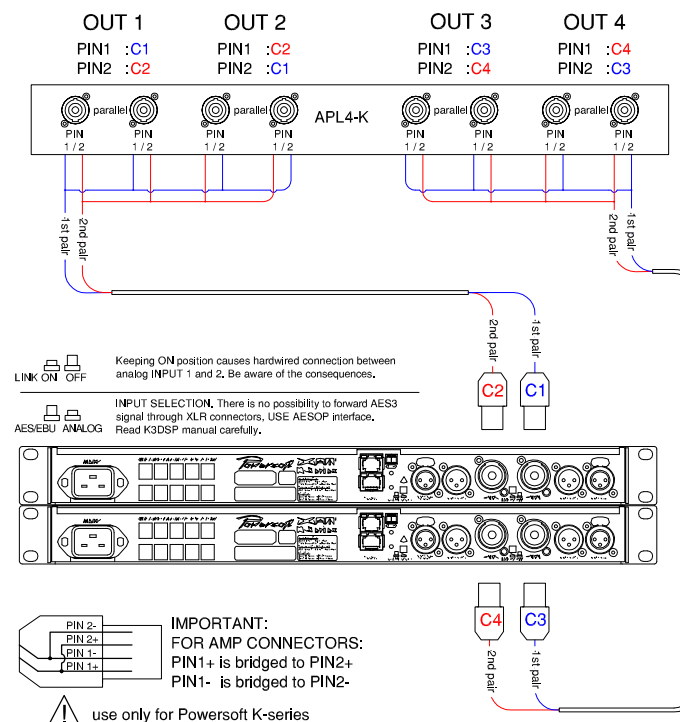 OUT 1 OUT 2 OUT 3 OUT 4
PIN1 :C1 PIN1 :C2 PIN1 :C3 PIN1 :C4
PIN2 :C2 PIN2 :C1 PIN2 :C4 PIN2 :C3
parallel parallel APL4-K parallel parallel
PIN PIN PIN PIN PIN PIN PIN PIN
1 / 2 1 / 2 1 / 2 1 / 2 1 / 2 1 / 2 1 / 2 1 / 2
1st pair 2nd pair 2nd pair 1st pair
2nd pair 1st pair
LINK ON OFF
Keeping ON position causes hardwired connection between
analog INPUT 1 and 2. Be aware of the consequences.
C2 C1
AES/EBU ANALOG
INPUT SELECTION. There is no possibility to forward AES3
signal through XLR connectors, USE AESOP interface.
Read K3DSP manual carefully.
Powersoft
Powersoft
C4 C3
2nd pair 1st pair
PIN 2-
PIN 2+
PIN 1-
PIN 1+
IMPORTANT:
FOR AMP CONNECTORS:
PIN1+ is bridged to PIN2+
PIN1- is bridged to PIN2-
use only for Powersoft K-series